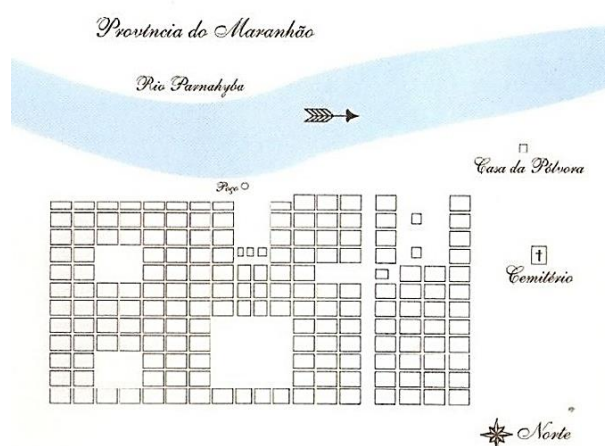 Província do Maranhão
Rio Parnahyba
Casa da Pólvora
Poço
Cemitério
Norte